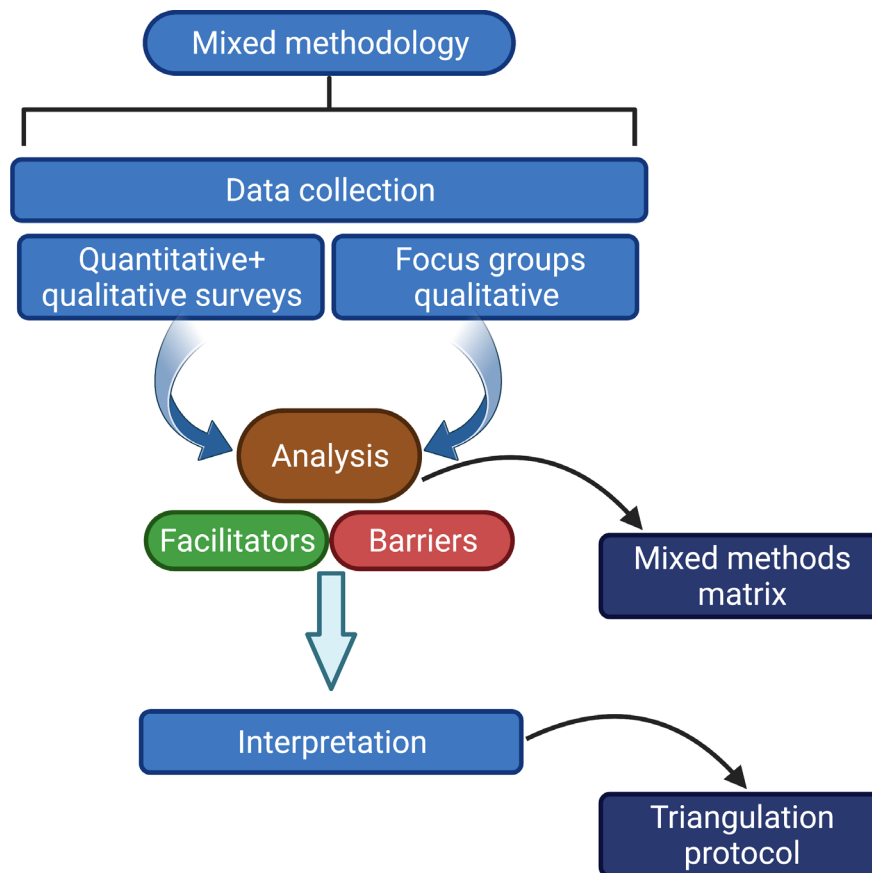 Mixed methodology
Data collection
Quantitative+
qualitative surveys
Focus groups
qualitative
Analysis
Facilitators
Barriers
Mixed methods
matrix
Interpretation
Triangulation
protocol